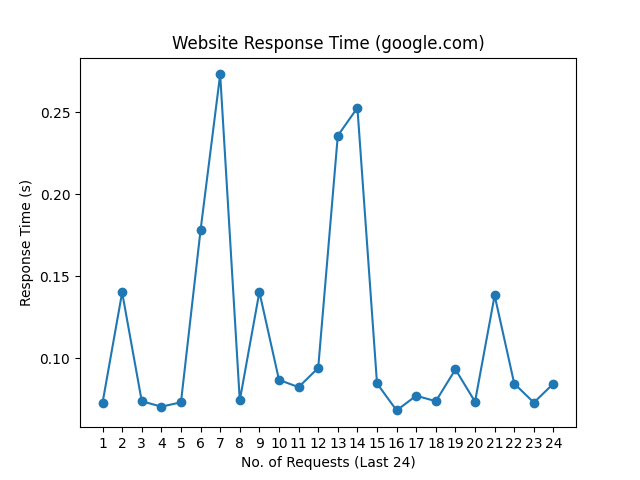 Website Response Time (google.com)
Response Time (s)
0.25
0.20
0.15
0.10
1 2 3 4 5 6 7 8 9 10 11 12 13 14 15 16 17 18 19 20 21 22 23 24
No. of Requests (Last 24)